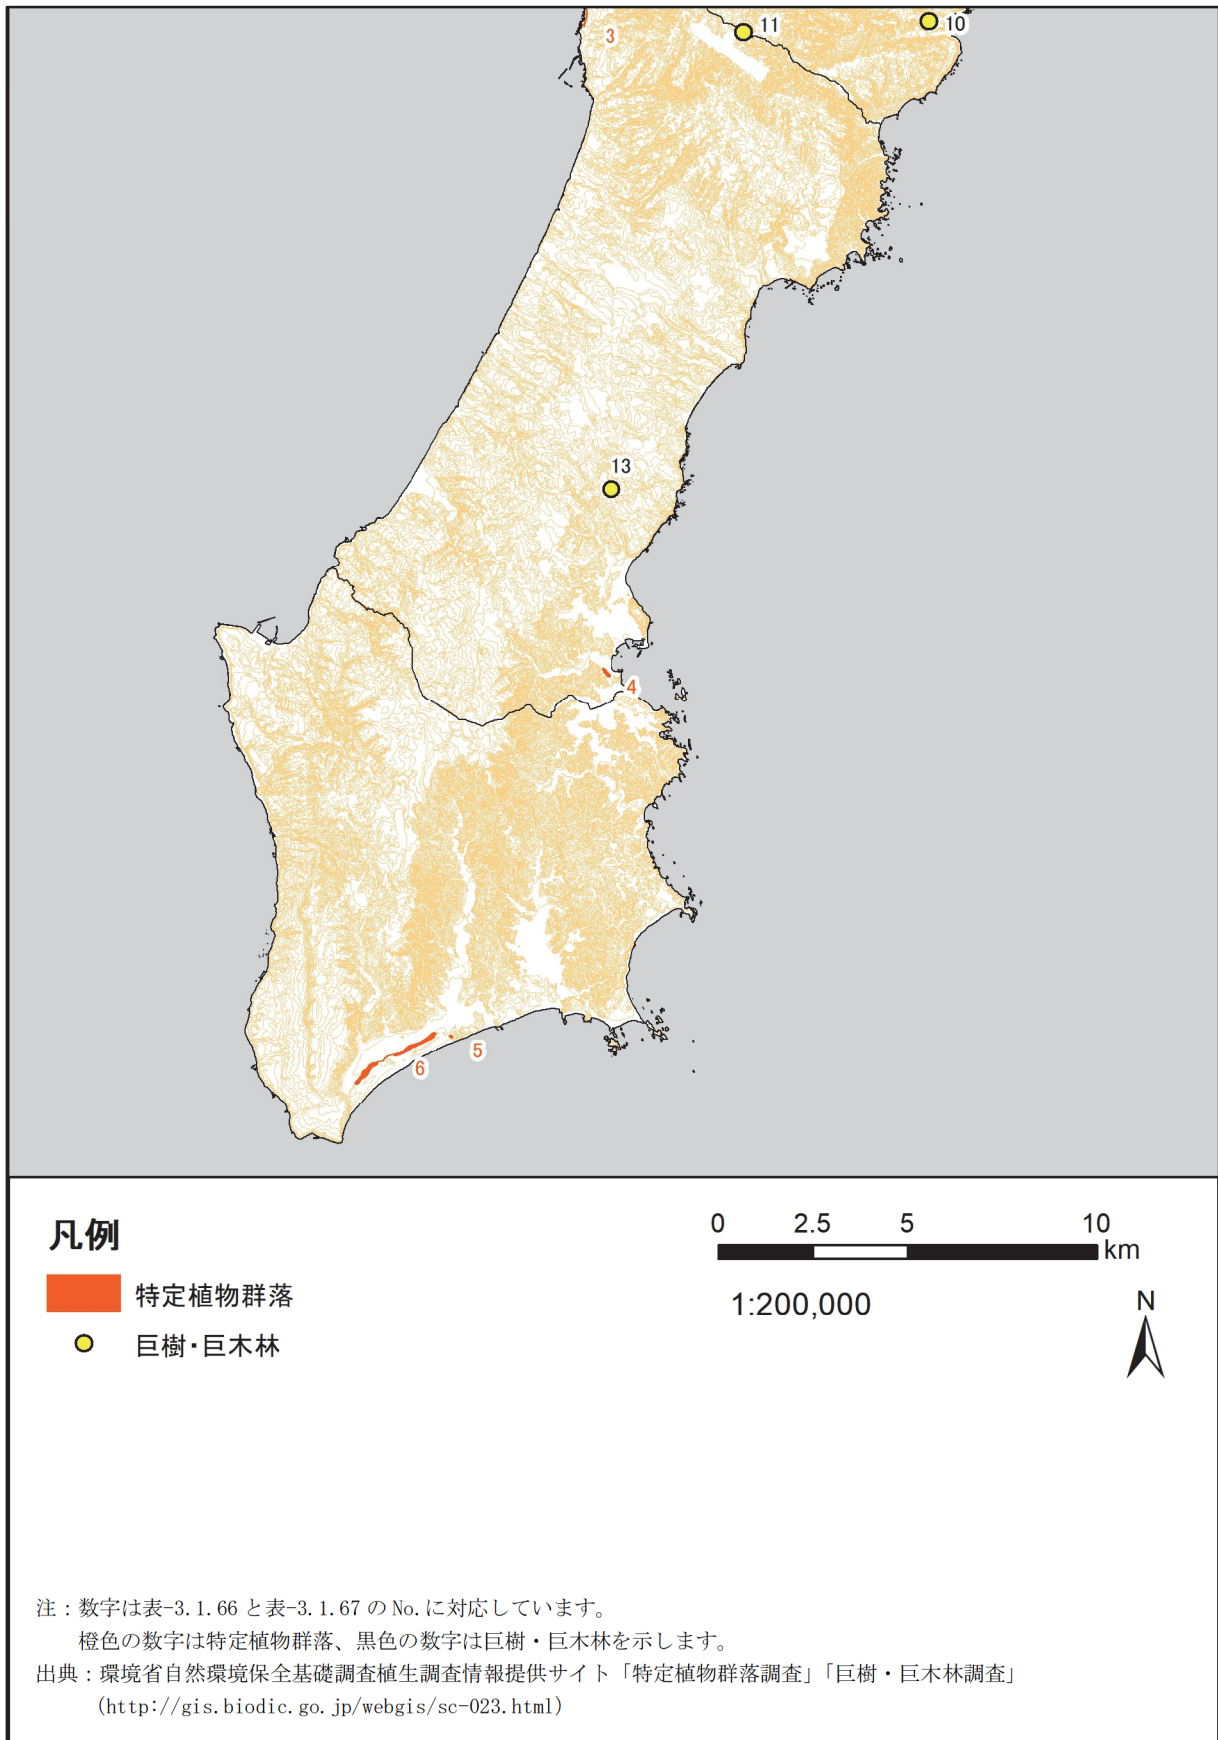 3
11
10
13
4
5
6
凡例
特定植物群落
巨樹・巨木林
0 2.5 5 10
km
1:200,000
N
注：数字は表-3.1.66 と表-3.1.67 の No.に対応しています。
橙色の数字は特定植物群落、黒色の数字は巨樹・巨木林を示します。
出典：環境省自然環境保全基礎調査植生調査情報提供サイト「特定植物群落調査」「巨樹・巨木林調査」
(http://gis.biodic.go.jp/webgis/sc-023.html)